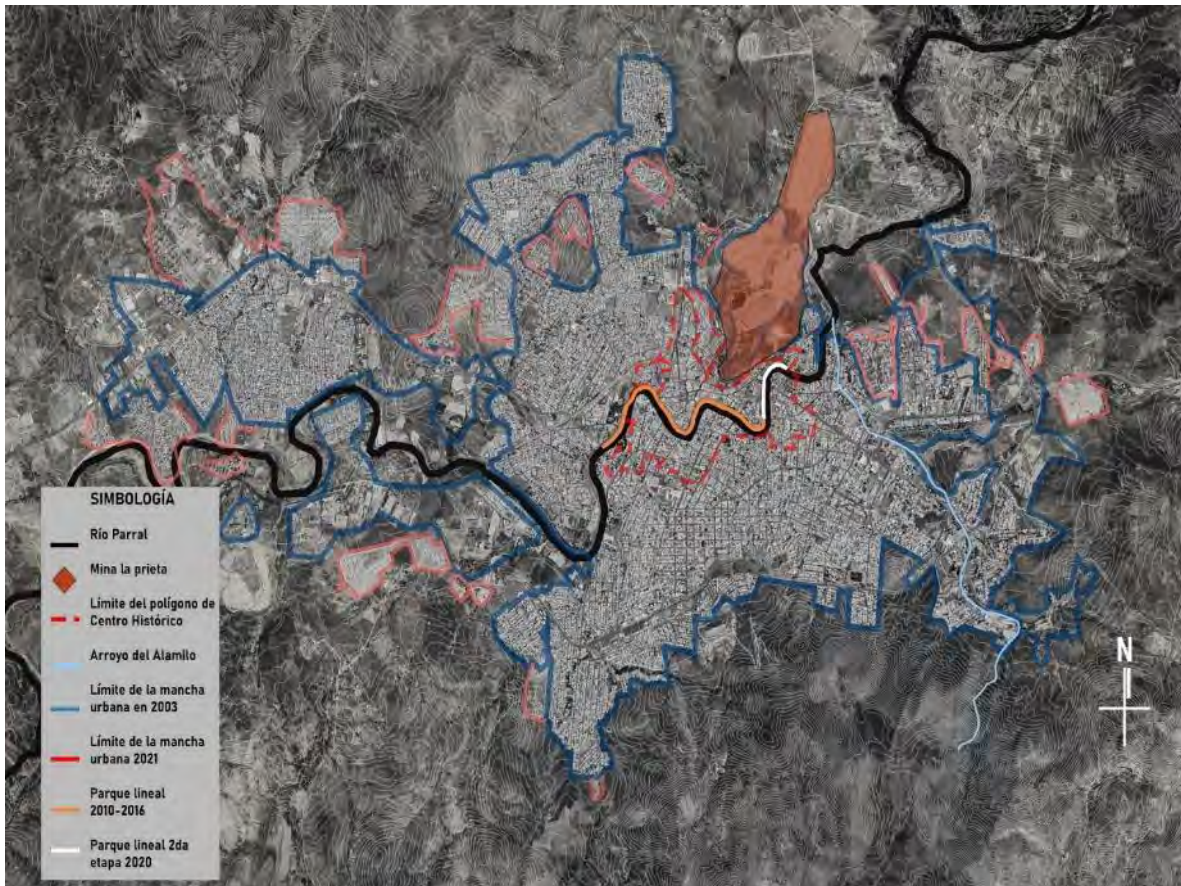 N
SIMBOLOGÍA
Río Parral
Mina la prieta
Límite del polígono de
Centro Histórico
Arroyo del Alamilo
Límite de la mancha
urbana en 2003
Límite de la mancha
urbana 2021
Parque lineal
2010-2016
Parque lineal 2da
etapa 2020